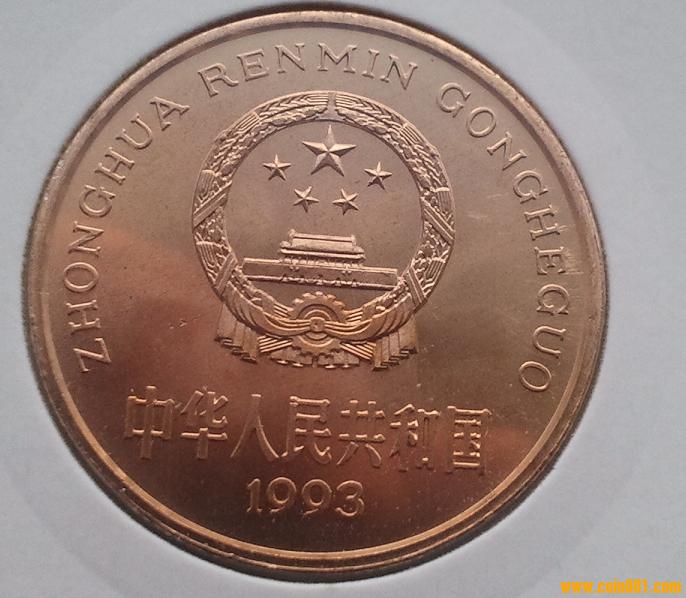 ZHONGHUA RENMIN GONGHEGUO
中华人民共和国
1993
www.coin001.com